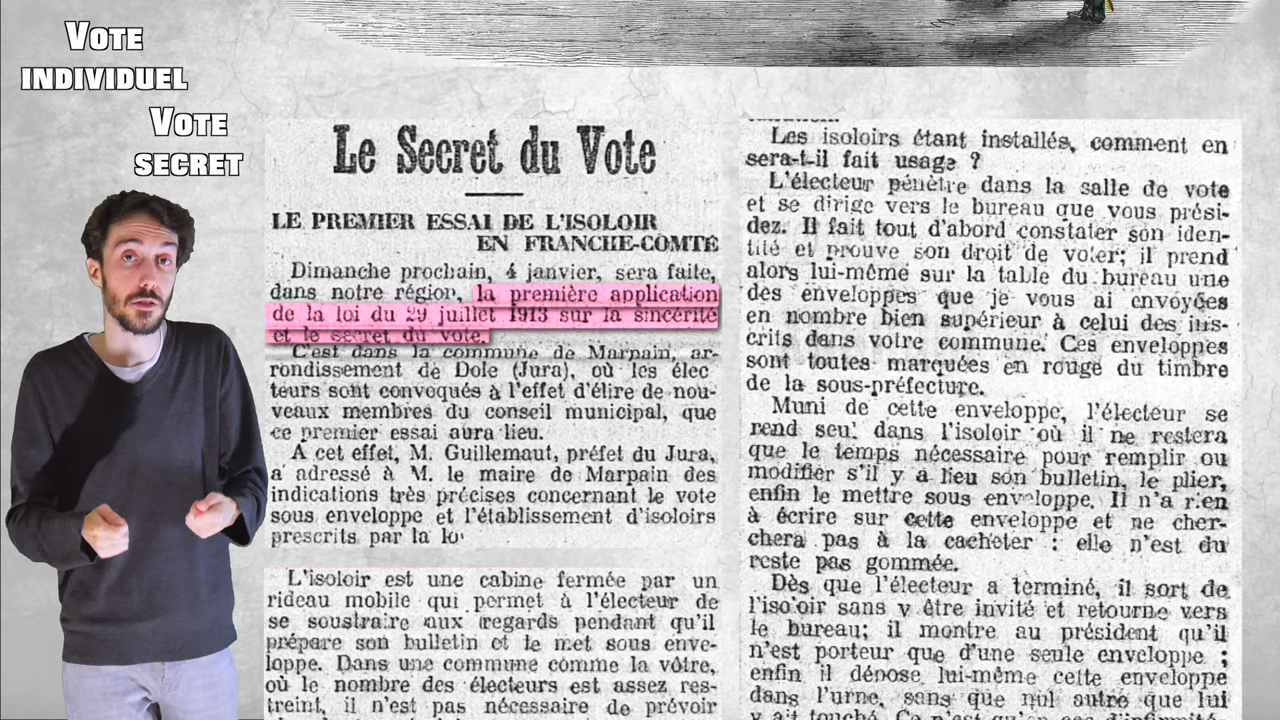 VOTE
INDIVIDUEL
VOTE
SECRET
Le Secret du Vote
LE PREMIER ESSAI DE L'ISOLOIR
EN FRANCHE-COMTÉ
Dimanche prochain, 4 janvier, sera faite,
dans notre région, la première application
de la loi du 29 juillet 1913 sur la sincérité
et le secret du vote.
C'est dans la commune de Marpain, ar-
rondissement de Dole (Jura), où les élec
teurs sont convoqués à l'effet d'élire de nou-
veaux membres du conseil municipal, que
ce premier essai aura lieu.
A cet effet, M. Guillemaut, préfet du Jura,
a adressé à M. le maire de Marpain des
indications très précises concernant le vote
sous enveloppe et l'établissement d'isoloirs
prescrits par la lo
L'isoloir est une cabine fermée par un
rideau mobile qui permet à l'électeur de
se soustraire aux regards pendant qu'il
prépare son bulletin et le met sous enve-
loppe. Dans une commune comme la vôtre,
où le nombre des électeurs est assez res-
treint, il n'est pas nécessaire de prévoir
Les isoloirs étant installés, comment en
sera-t-il fait usage ?
L'électeur pénètre dans la salle de vote
et se dirige vers le bureau que vous prési-
dez. Il fait tout d'abord constater son iden-
tité et prouve son droit de voter; il prend
alors lui-même sur la table du bureau une
des enveloppes que je vous ai envoyées
en nombre bien supérieur à celui des ins-
crits dans votre commune. Ces enveloppes
sont toutes marquées en rouge du timbre
de la sous-préfecture.
Muni de cette enveloppe, l'électeur se
rend seul dans l'isoloir où il ne restera
que le temps nécessaire pour remplir ou
modifier s'il y a lieu son bulletin, le plier,
enfin le mettre sous enveloppe. Il n'a rien
à écrire sur cette enveloppe et ne cher-
chera pas à la cacheter : elle n'est du
reste pas gommée.
Dès que l'électeur a terminé, il sort de
l'isoloir sans y être invité et retourne vers
le bureau; il montre au président qu'il
n'est porteur que d'une seule enveloppe ;
enfin il dépose lui-même cette enveloppe
dans l'urne, sans que nul autre que lui
y ait touché.